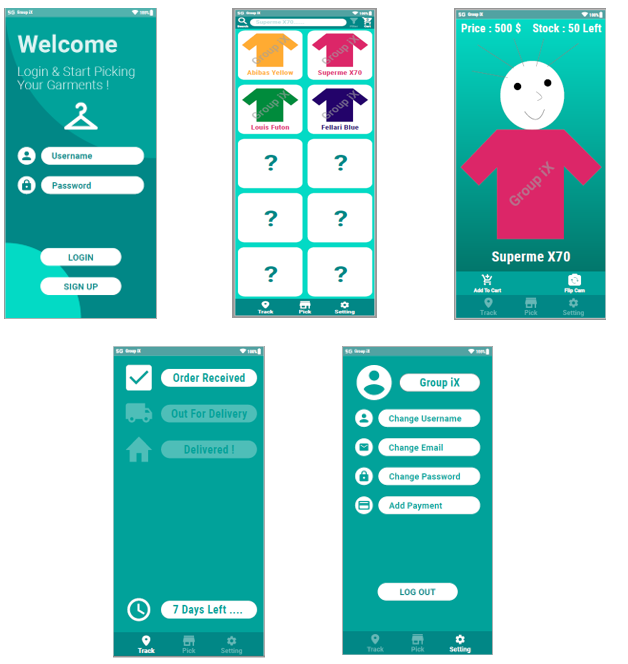 5G Group iX 100%
Welcome
Login & Start Picking
Your Garments !
Username
Password
LOGIN
SIGN UP
5G Group iX 100%
Search
Superme X70......
Cart
Group iX Group iX
Abibas Yellow Superme X70
Group iX Group iX
Louis Futon Fellari Blue
? ?
? ?
? ?
Track Pick Setting
5G Group iX 100%
Price : 500 $ Stock : 50 Left
Group iX
Superme X70
Add To Cart Flip Cam
Track Pick Setting
5G Group iX 100%
Order Received
Out For Delivery
Delivered !
7 Days Left ....
Track Pick Setting
5G Group iX 100%
Group iX
Change Username
Change Email
Change Password
Add Payment
LOG OUT
Track Pick Setting